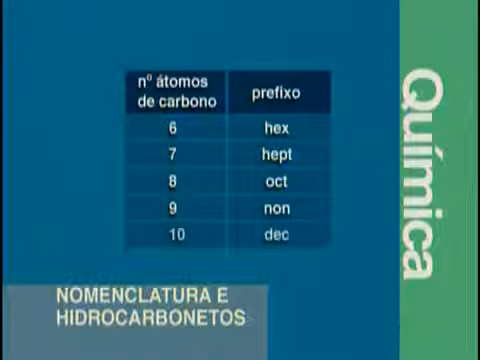 nº átomos
de carbono
prefixo
6 hex
7 hept
8 oct
9 non
10 dec
NOMENCLATURA E
HIDROCARBONETOS
Química